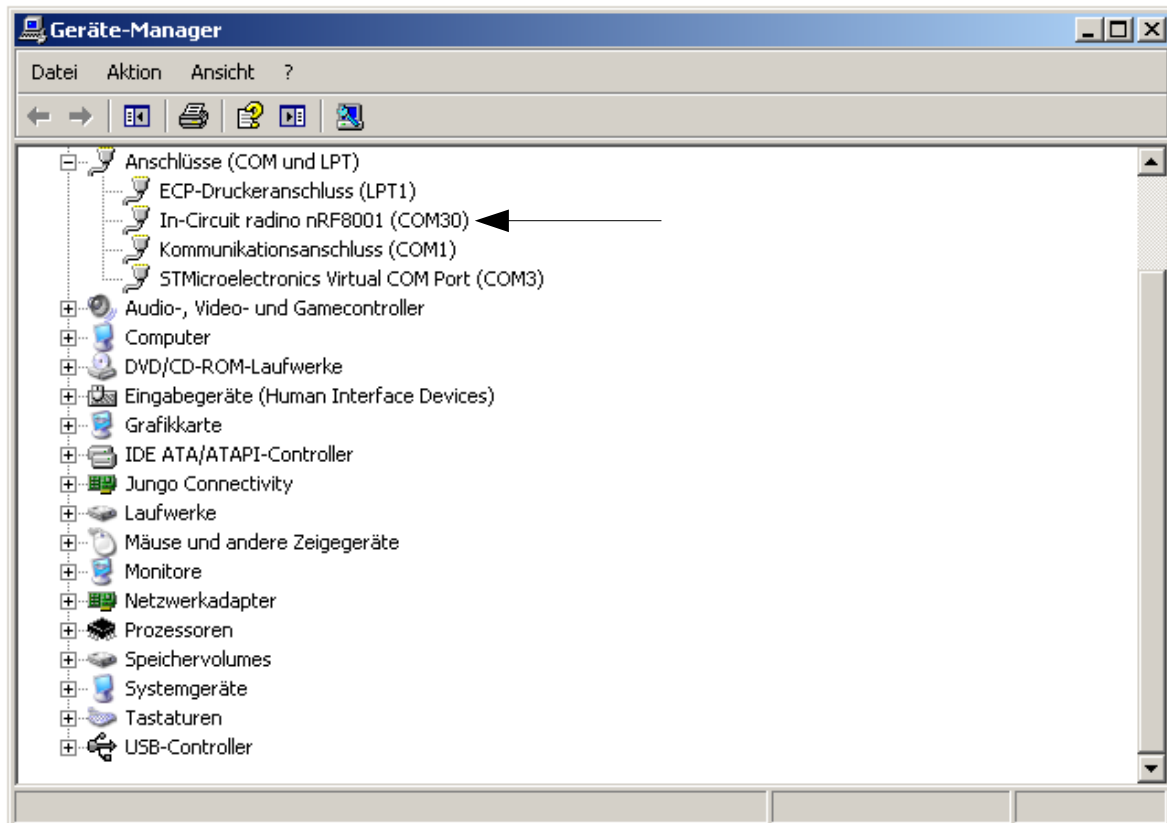 Geräte-Manager
Datei Aktion Ansicht ?
Anschlüsse (COM und LPT)
ECP-Druckeranschluss (LPT1)
In-Circuit radino nRF8001 (COM30)
Kommunikationsanschluss (COM1)
STMicroelectronics Virtual COM Port (COM3)
Audio-, Video- und Gamecontroller
Computer
DVD/CD-ROM-Laufwerke
Eingabegeräte (Human Interface Devices)
Grafikkarte
IDE ATA/ATAPI-Controller
Jungo Connectivity
Laufwerke
Mäuse und andere Zeigegeräte
Monitore
Netzwerkadapter
Prozessoren
Speichervolumes
Systemgeräte
Tastaturen
USB-Controller